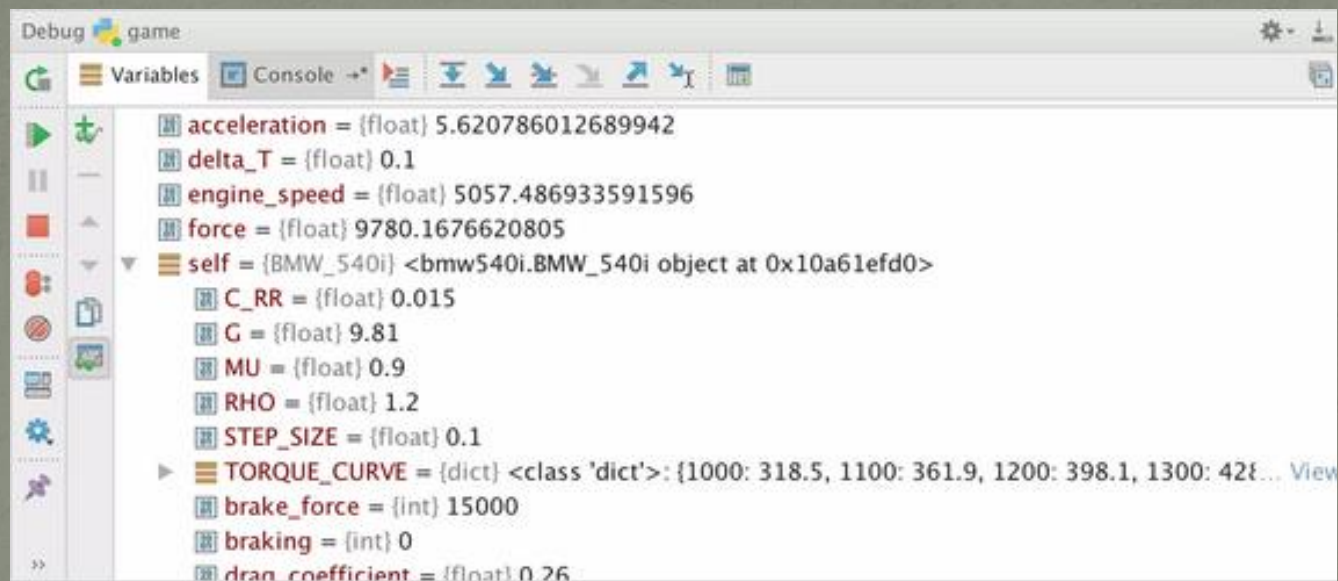 Debug game
Variables Console
acceleration = {float} 5.620786012689942
delta_T = {float} 0.1
engine_speed = {float} 5057.486933591596
force = {float} 9780.1676620805
self = {BMW_540i} <bmw540i.BMW_540i object at 0x10a61efd0>
C_RR = {float} 0.015
G = {float} 9.81
MU = {float} 0.9
RHO = {float} 1.2
STEP_SIZE = {float} 0.1
TORQUE_CURVE = {dict} <class 'dict'>: {1000: 318.5, 1100: 361.9, 1200: 398.1, 1300: 428... View
brake_force = {int} 15000
braking = {int} 0
drag_coefficient = {float} 0.26